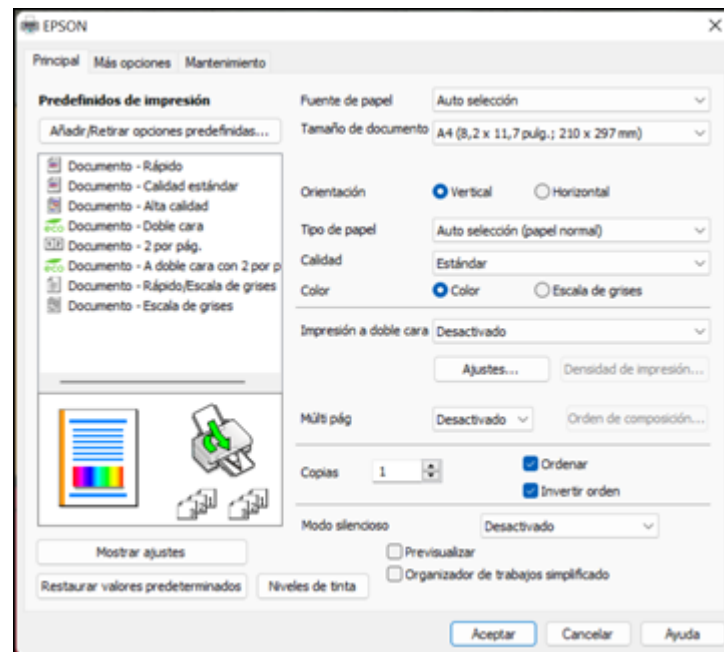 EPSON
Principal Más opciones Mantenimiento
Predefinidos de impresión
Añadir/Retirar opciones predefinidas...
Documento - Rápido
Documento - Calidad estándar
Documento - Alta calidad
Documento - Doble cara
Documento - 2 por pág.
Documento - A doble cara con 2 por p
Documento - Rápido/Escala de grises
Documento - Escala de grises
Mostrar ajustes
Restaurar valores predeterminados
Niveles de tinta
Fuente de papel Auto selección
Tamaño de documento A4 (8,2 x 11,7 pulg.; 210 x 297 mm)
Orientación Vertical Horizontal
Tipo de papel Auto selección (papel normal)
Calidad Estándar
Color Color Escala de grises
Impresión a doble cara Desactivado
Ajustes... Densidad de impresión...
Múlti pág Desactivado Orden de composición...
Copias 1 Ordenar
Invertir orden
Modo silencioso Desactivado
Previsualizar
Organizador de trabajos simplificado
Aceptar Cancelar Ayuda